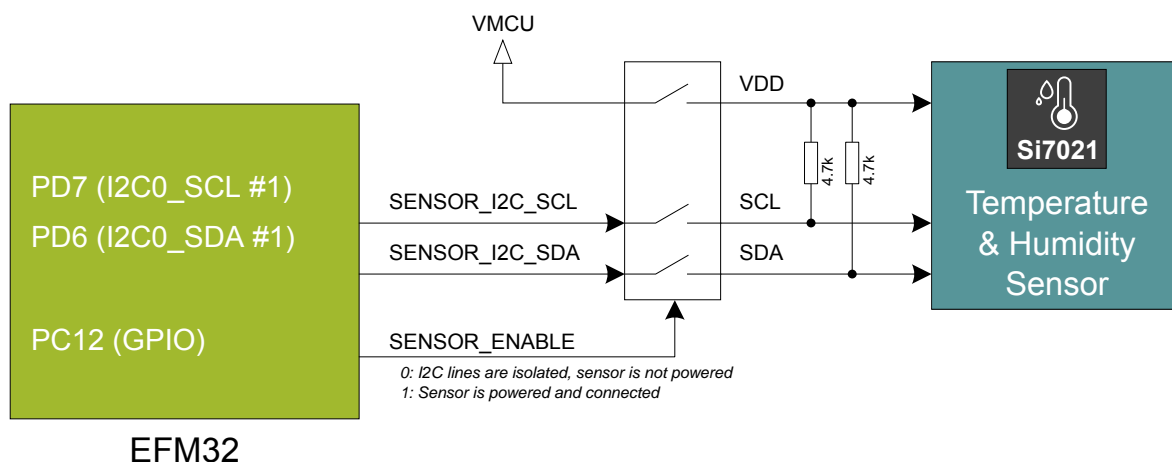 VMCU
VDD
Si7021
4.7k
4.7k
PD7 (I2C0_SCL #1)
SENSOR_I2C_SCL
SCL
Temperature
& Humidity
Sensor
PD6 (I2C0_SDA #1)
SENSOR_I2C_SDA
SDA
PC12 (GPIO)
SENSOR_ENABLE
0: I2C lines are isolated, sensor is not powered
1: Sensor is powered and connected
EFM32